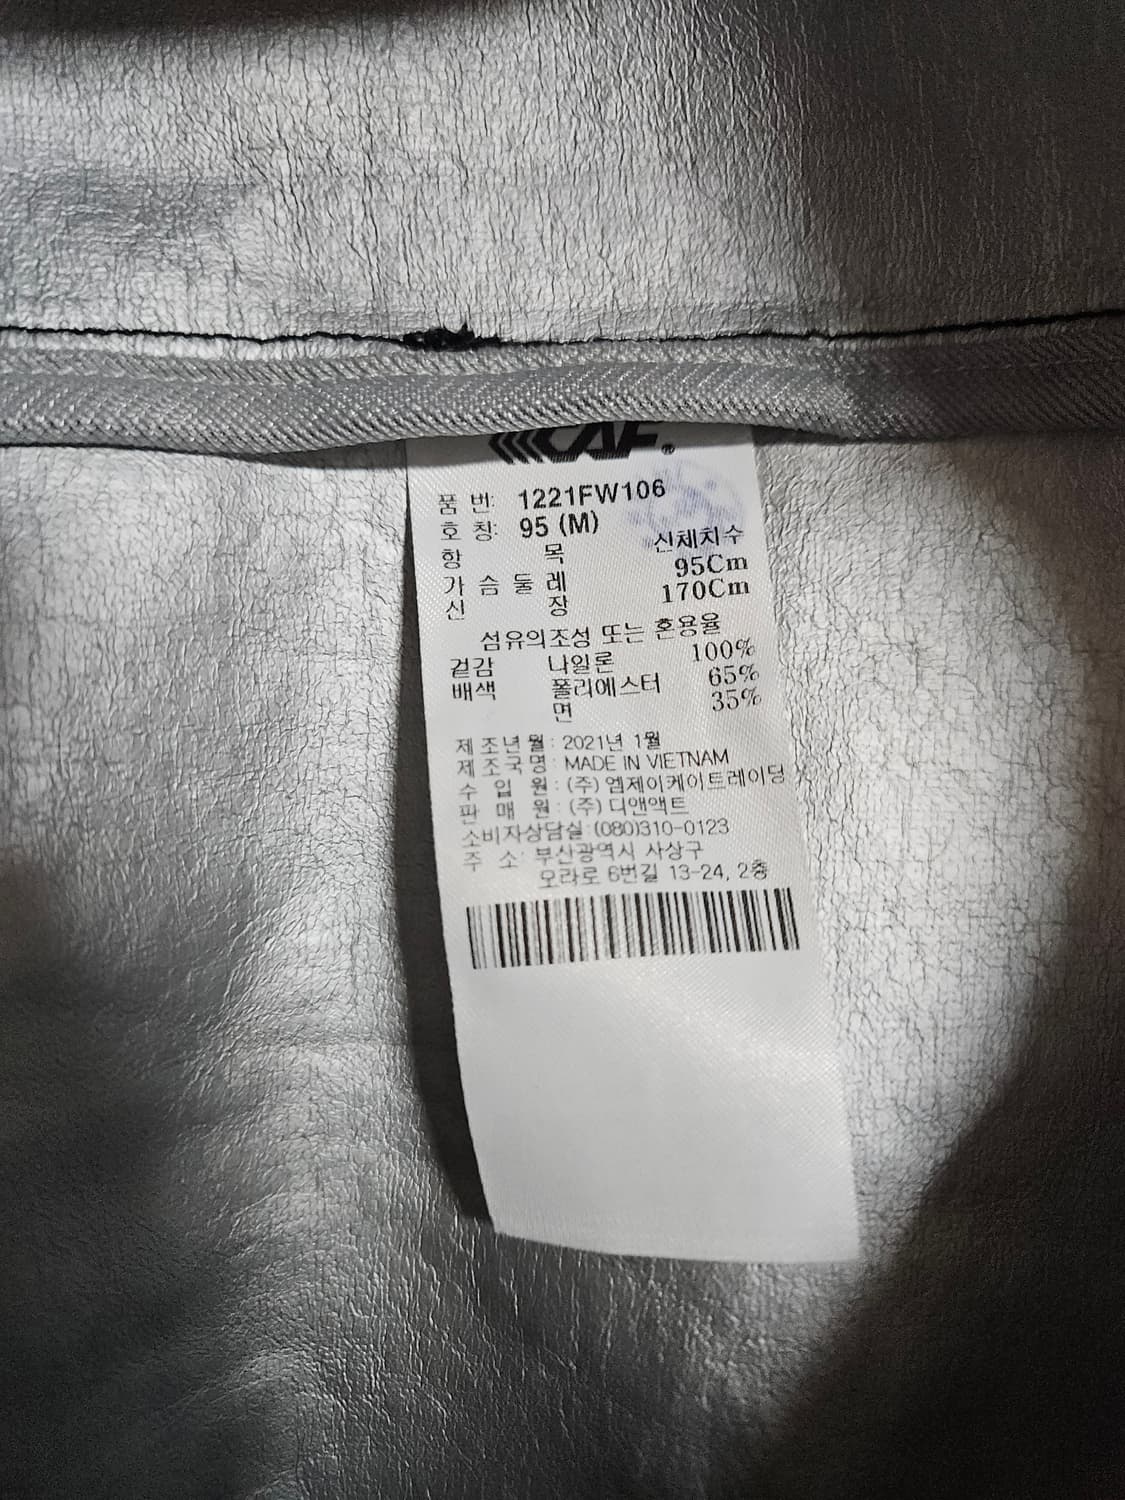 CAF®
품 번: 1221FW106
호 칭: 95 (M)
항 목 신체치수
가 슴 둘 레 95Cm
신 장 170Cm
섬유의조성 또는 혼용율
겉감 나일론 100%
배색 폴리에스터 65%
면 35%
제 조년월 : 2021년 1월
제 조국명 : MADE IN VIETNAM
수 입 원 : (주) 엠제이케이트레이딩
판 매 원 : (주) 디앤액트
소비자상담실:(080)310-0123
주 소: 부산광역시 사상구
모라로 6번길 13-24, 2층